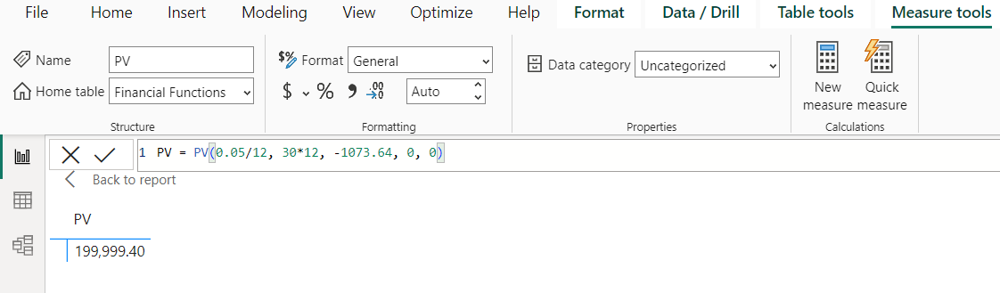 File Home Insert Modeling View Optimize Help Format Data / Drill Table tools Measure tools
Name PV $% Format General Data category Uncategorized New measure Quick measure
Home table Financial Functions $ % 9 .00 →0 Auto
Structure Formatting Properties Calculations
1 PV = PV(0.05/12, 30*12, -1073.64, 0, 0)
Back to report
PV
199,999.40